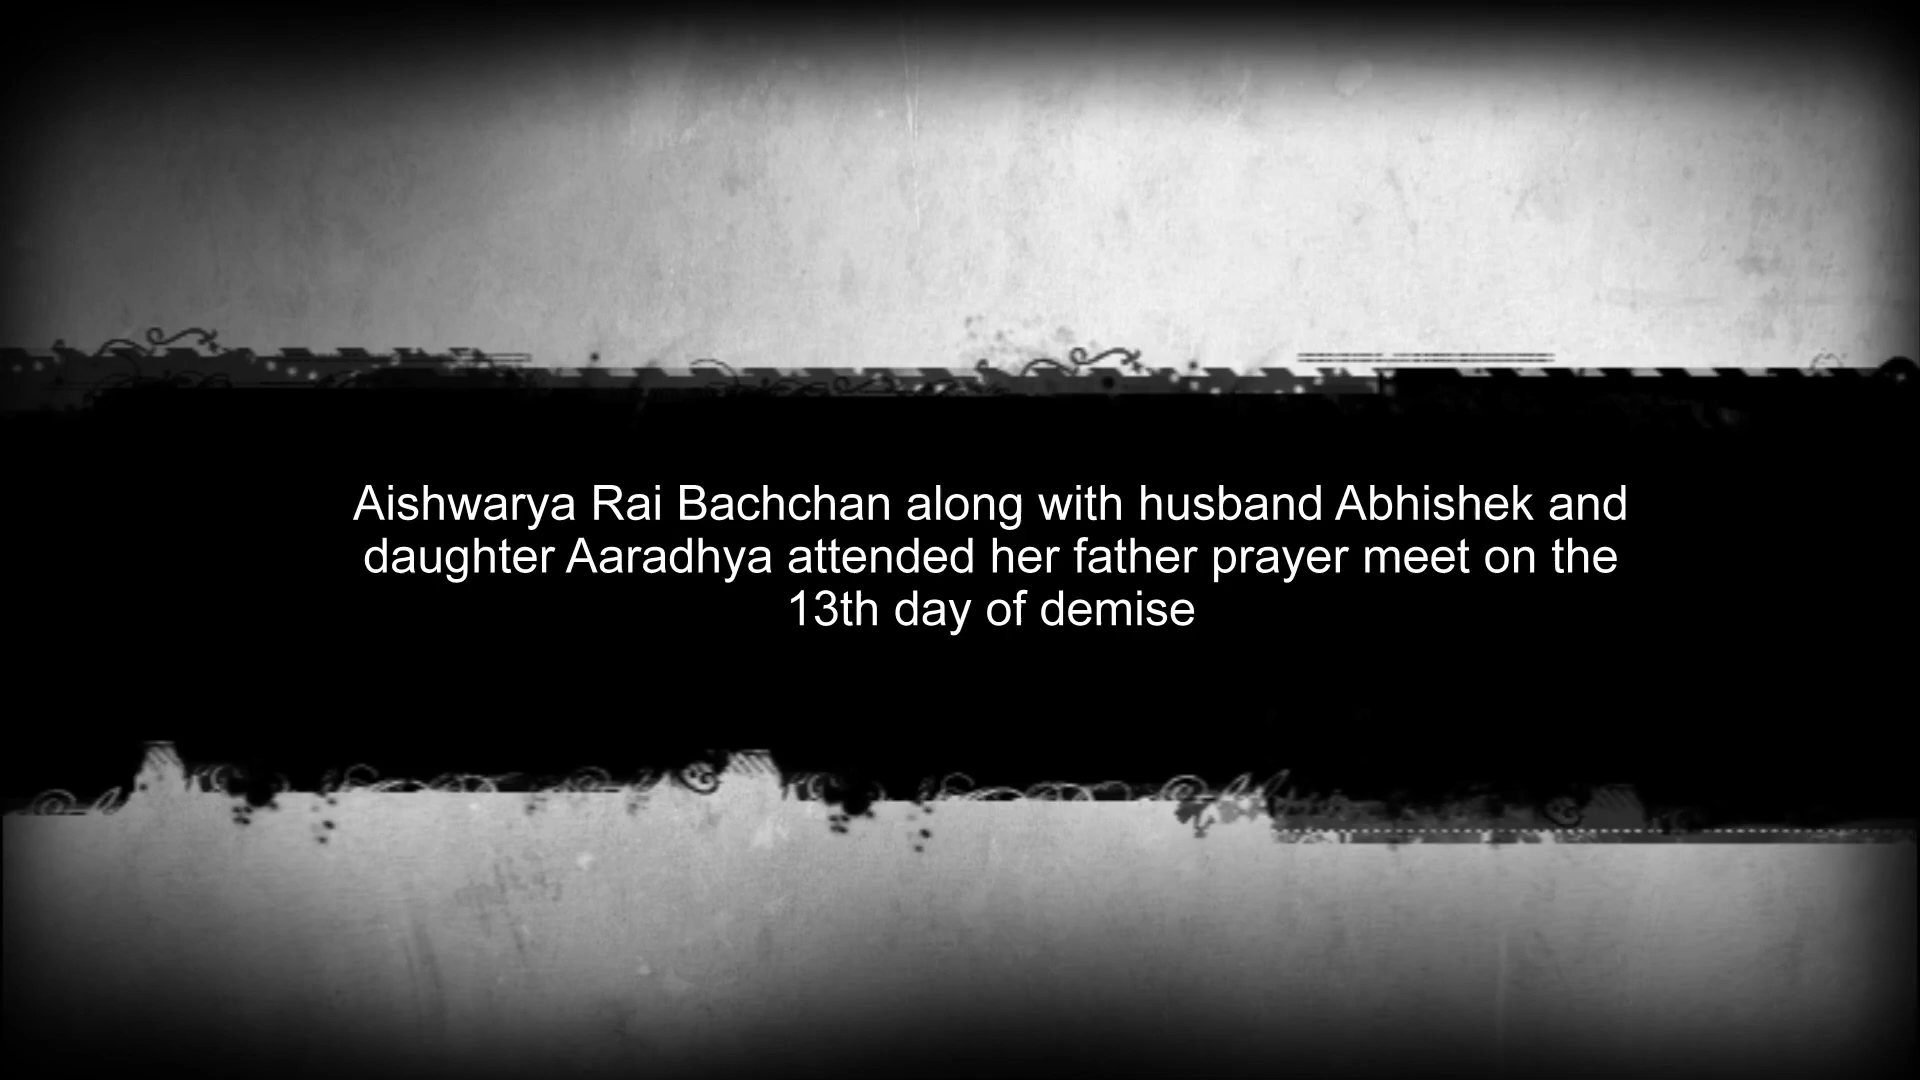 Aishwarya Rai Bachchan along with husband Abhishek and
daughter Aaradhya attended her father prayer meet on the
13th day of demise